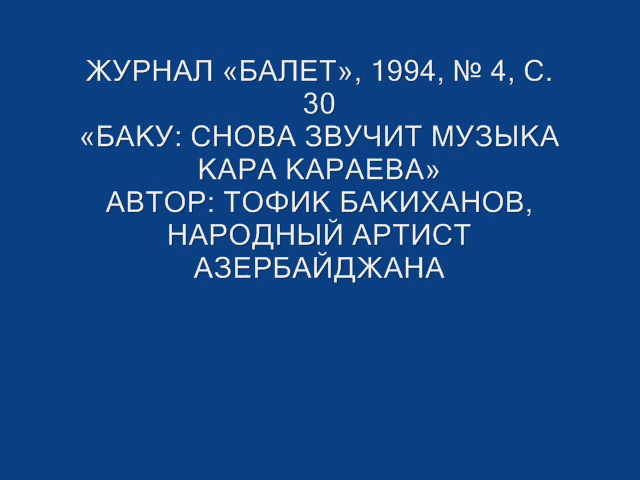 ЖУРНАЛ «БАЛЕТ», 1994, № 4, С.
30
«БАКУ: СНОВА ЗВУЧИТ МУЗЫКА
КАРА КАРАЕВА»
АВТОР: ТОФИК БАКИХАНОВ,
НАРОДНЫЙ АРТИСТ
АЗЕРБАЙДЖАНА